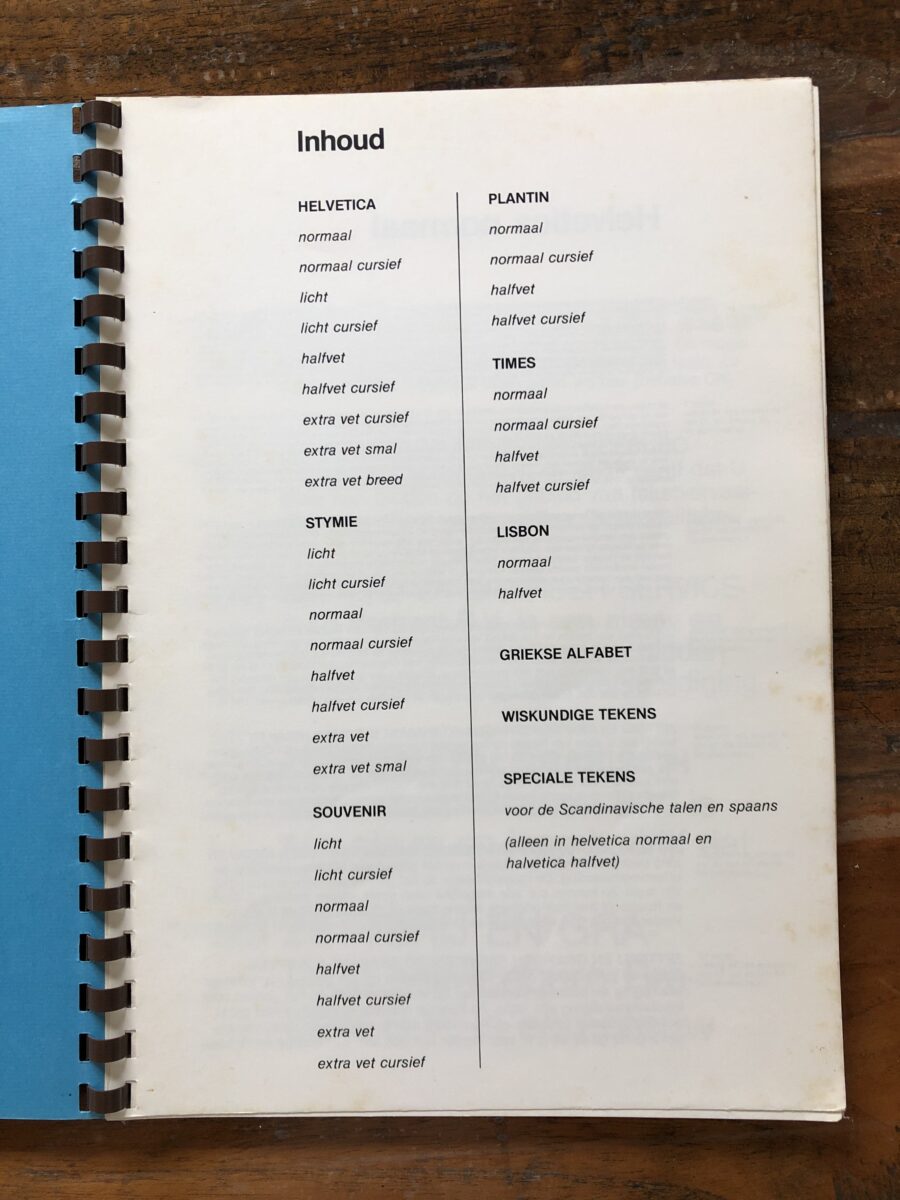 Inhoud
HELVETICA
normaal
normaal cursief
licht
licht cursief
halfvet
halfvet cursief
extra vet cursief
extra vet smal
extra vet breed
STYMIE
licht
licht cursief
normaal
normaal cursief
halfvet
halfvet cursief
extra vet
extra vet smal
SOUVENIR
licht
licht cursief
normaal
normaal cursief
halfvet
halfvet cursief
extra vet
extra vet cursief
PLANTIN
normaal
normaal cursief
halfvet
halfvet cursief
TIMES
normaal
normaal cursief
halfvet
halfvet cursief
LISBON
normaal
halfvet
GRIEKSE ALFABET
WISKUNDIGE TEKENS
SPECIALE TEKENS
voor de Scandinavische talen en spaans
(alleen in helvetica normaal en
helvetica halfvet)